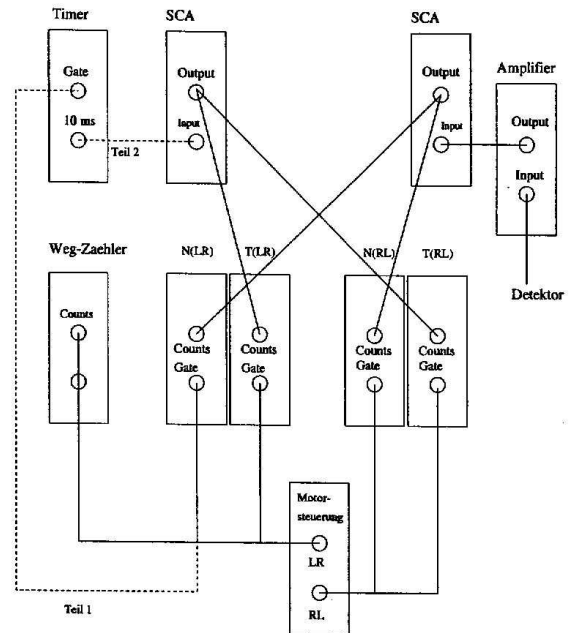 Timer
SCA
SCA
Amplifier
Gate
Output
Output
10 ms
Input
Input
Output
Teil 2
Input
Weg-Zaehler
N(LR)
T(LR)
N(RL)
T(RL)
Detektor
Counts
Counts
Counts
Counts
Counts
Gate
Gate
Gate
Gate
Motor-
steuerung
LR
RL
Teil 1